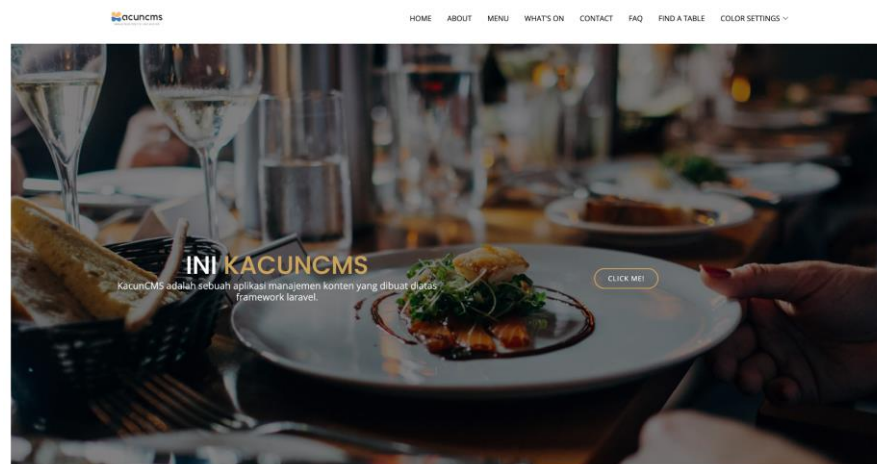 acuncms
HOME ABOUT MENU WHAT'S ON CONTACT FAQ FIND A TABLE COLOR SETTINGS
INI KACUNCMS
KacunCMS adalah sebuah aplikasi manajemen konten yang dibuat diatas
framework laravel.
CLICK ME!